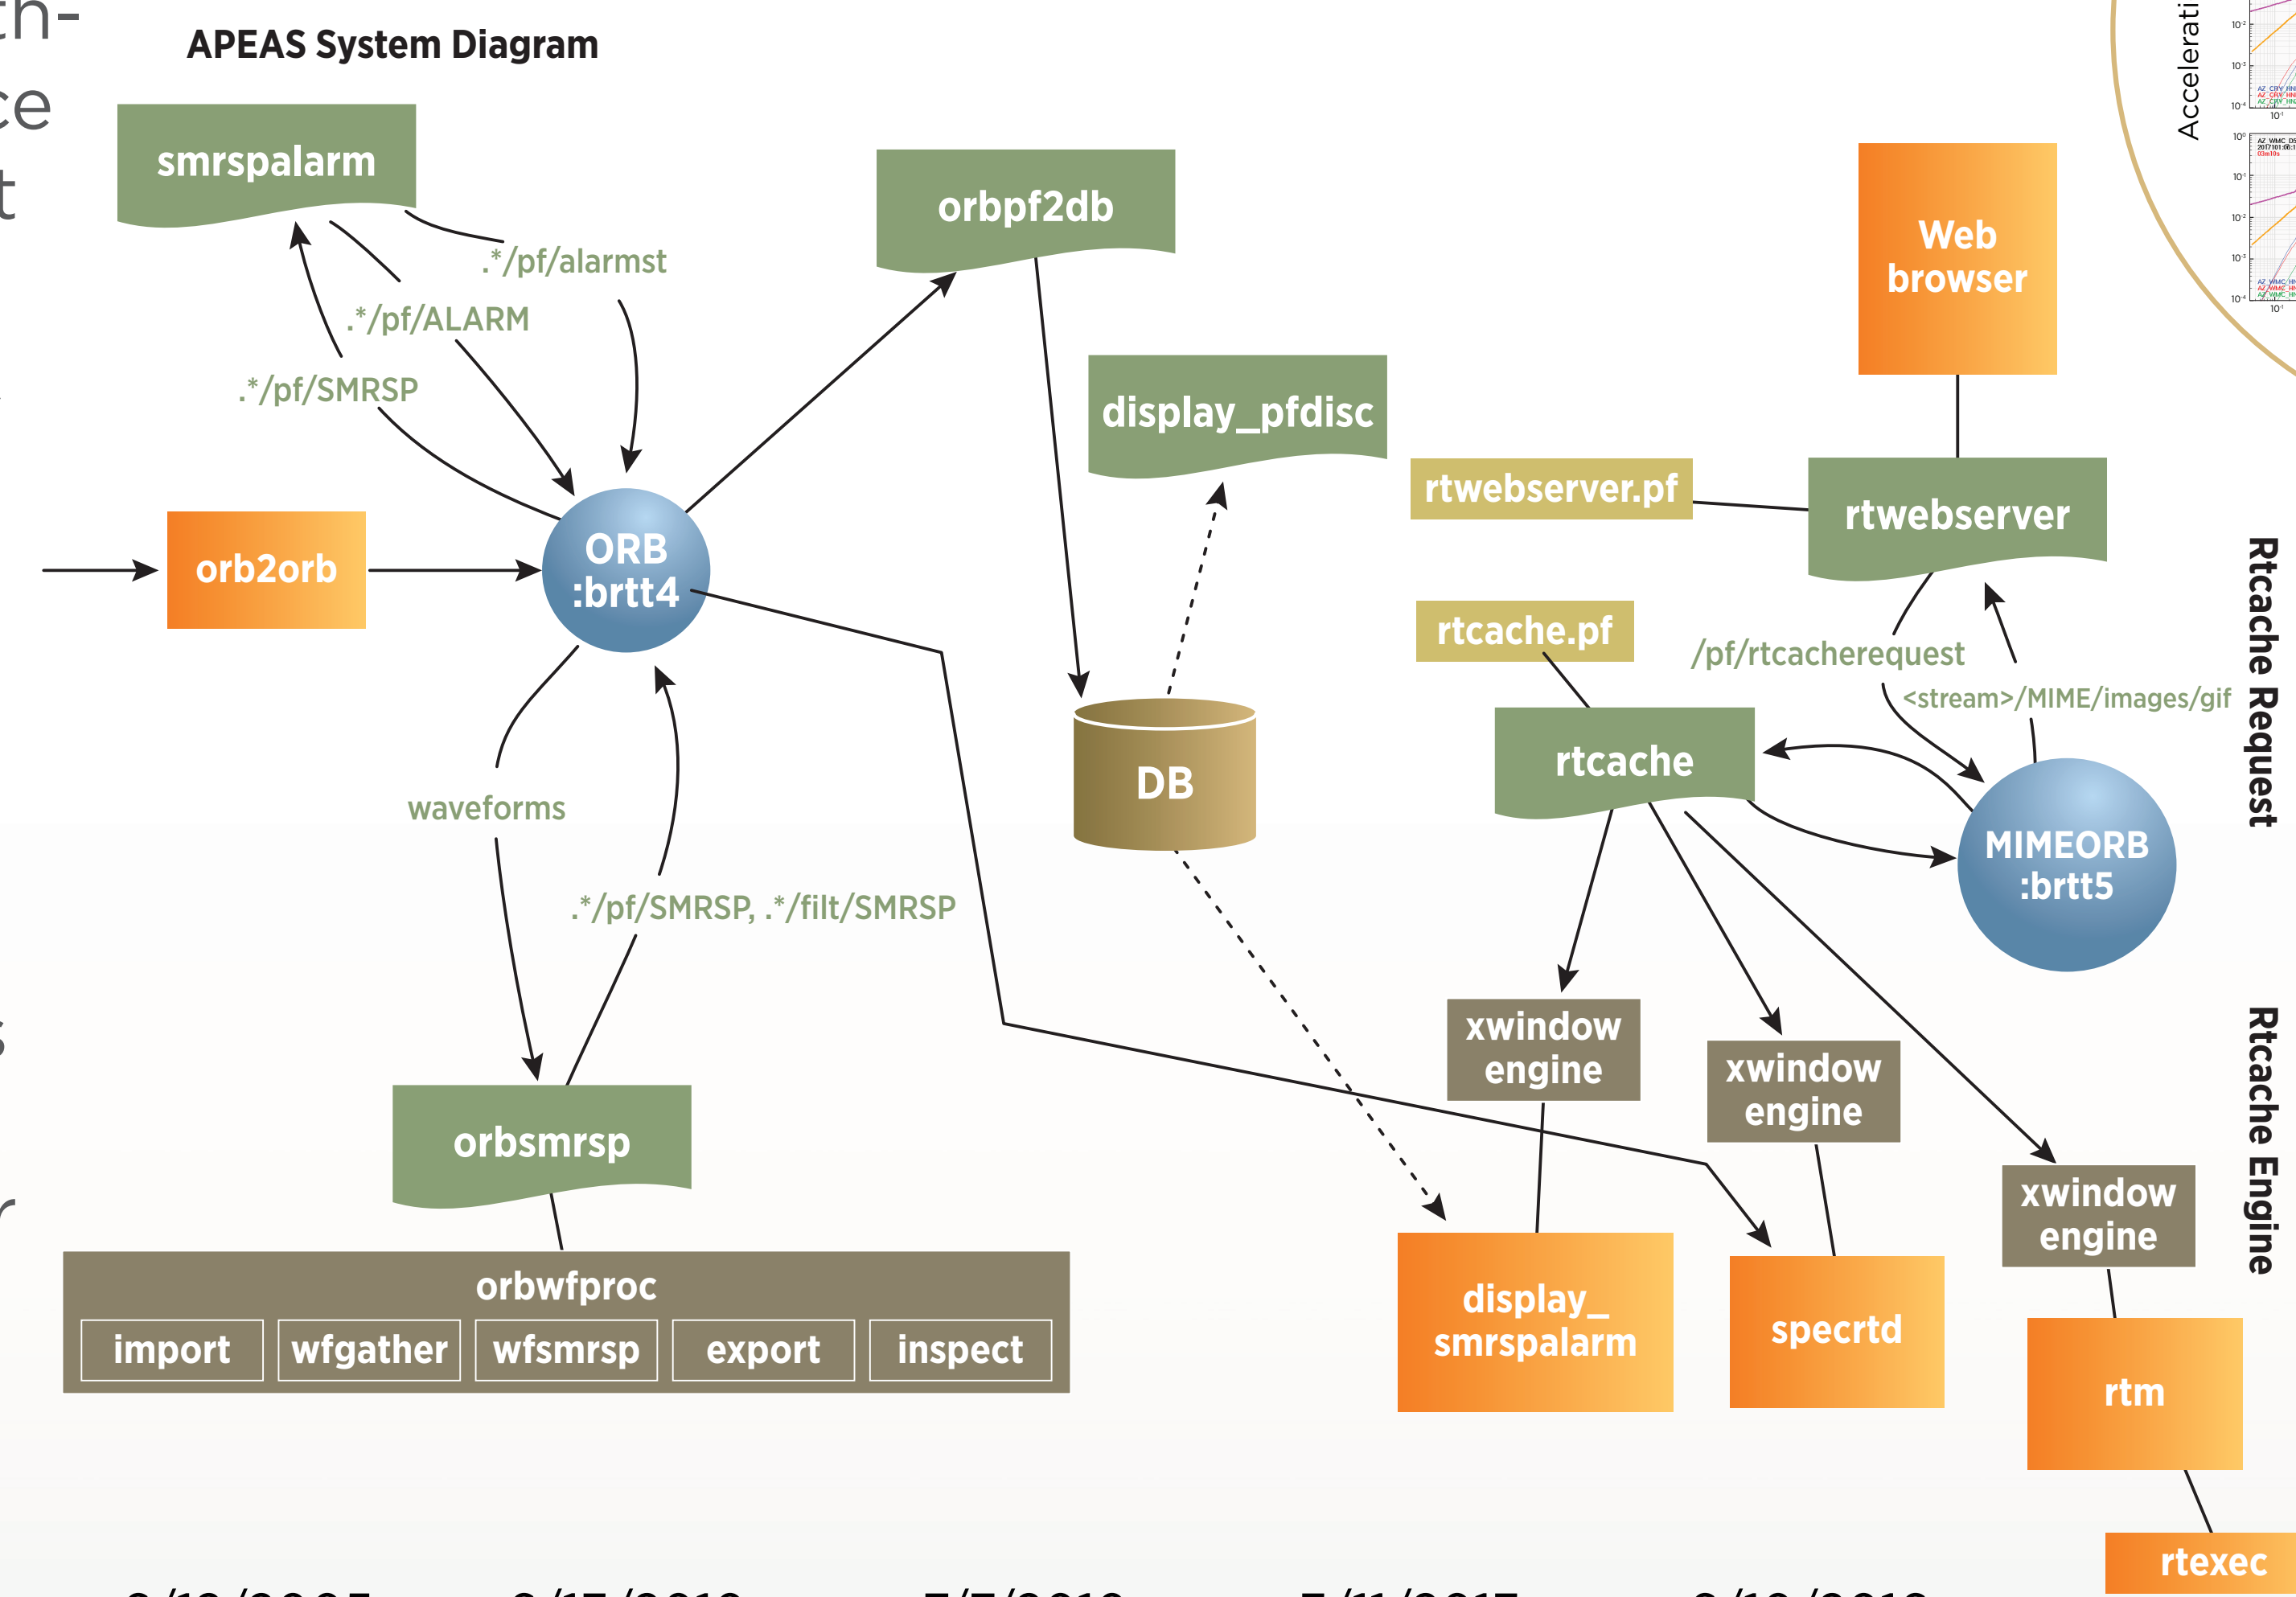 APEAS System Diagram
smrspalarm
orbpf2db
.*/pf/alarmst
.*/pf/ALARM
.*/pf/SMRSP
Web
browser
display_pfdisc
rtwebserver.pf
rtwebserver
orb2orb
ORB
:brtt4
rtcache.pf
/pf/rtcacherequest
<stream>/MIME/images/gif
Rtcache Request
DB
rtcache
waveforms
MIMEORB
:brtt5
.*/pf/SMRSP, .*/filt/SMRSP
xwindow
engine
xwindow
engine
xwindow
engine
Rtcache Engine
orbsmrsp
orbwfproc
import
wfgather
wfsmrsp
export
inspect
display_
smrspalarm
specrtd
rtm
rtexec